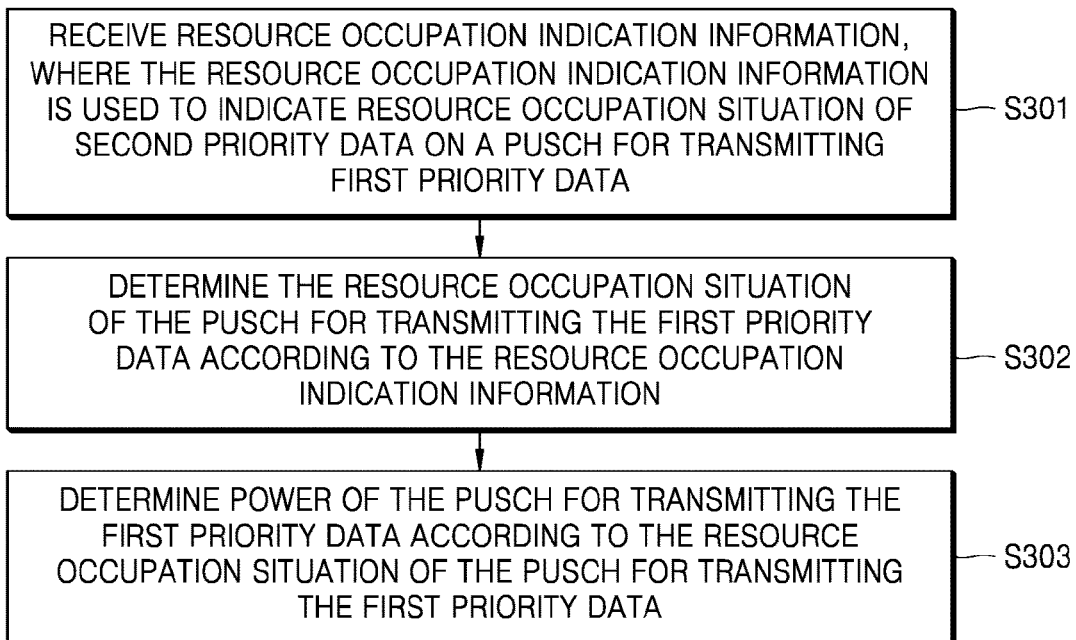 RECEIVE RESOURCE OCCUPATION INDICATION INFORMATION,
WHERE THE RESOURCE OCCUPATION INDICATION INFORMATION
IS USED TO INDICATE RESOURCE OCCUPATION SITUATION OF
SECOND PRIORITY DATA ON A PUSCH FOR TRANSMITTING
FIRST PRIORITY DATA
S301
DETERMINE THE RESOURCE OCCUPATION SITUATION
OF THE PUSCH FOR TRANSMITTING THE FIRST PRIORITY
DATA ACCORDING TO THE RESOURCE OCCUPATION
INDICATION INFORMATION
S302
DETERMINE POWER OF THE PUSCH FOR TRANSMITTING THE
FIRST PRIORITY DATA ACCORDING TO THE RESOURCE
OCCUPATION SITUATION OF THE PUSCH FOR TRANSMITTING
THE FIRST PRIORITY DATA
S303